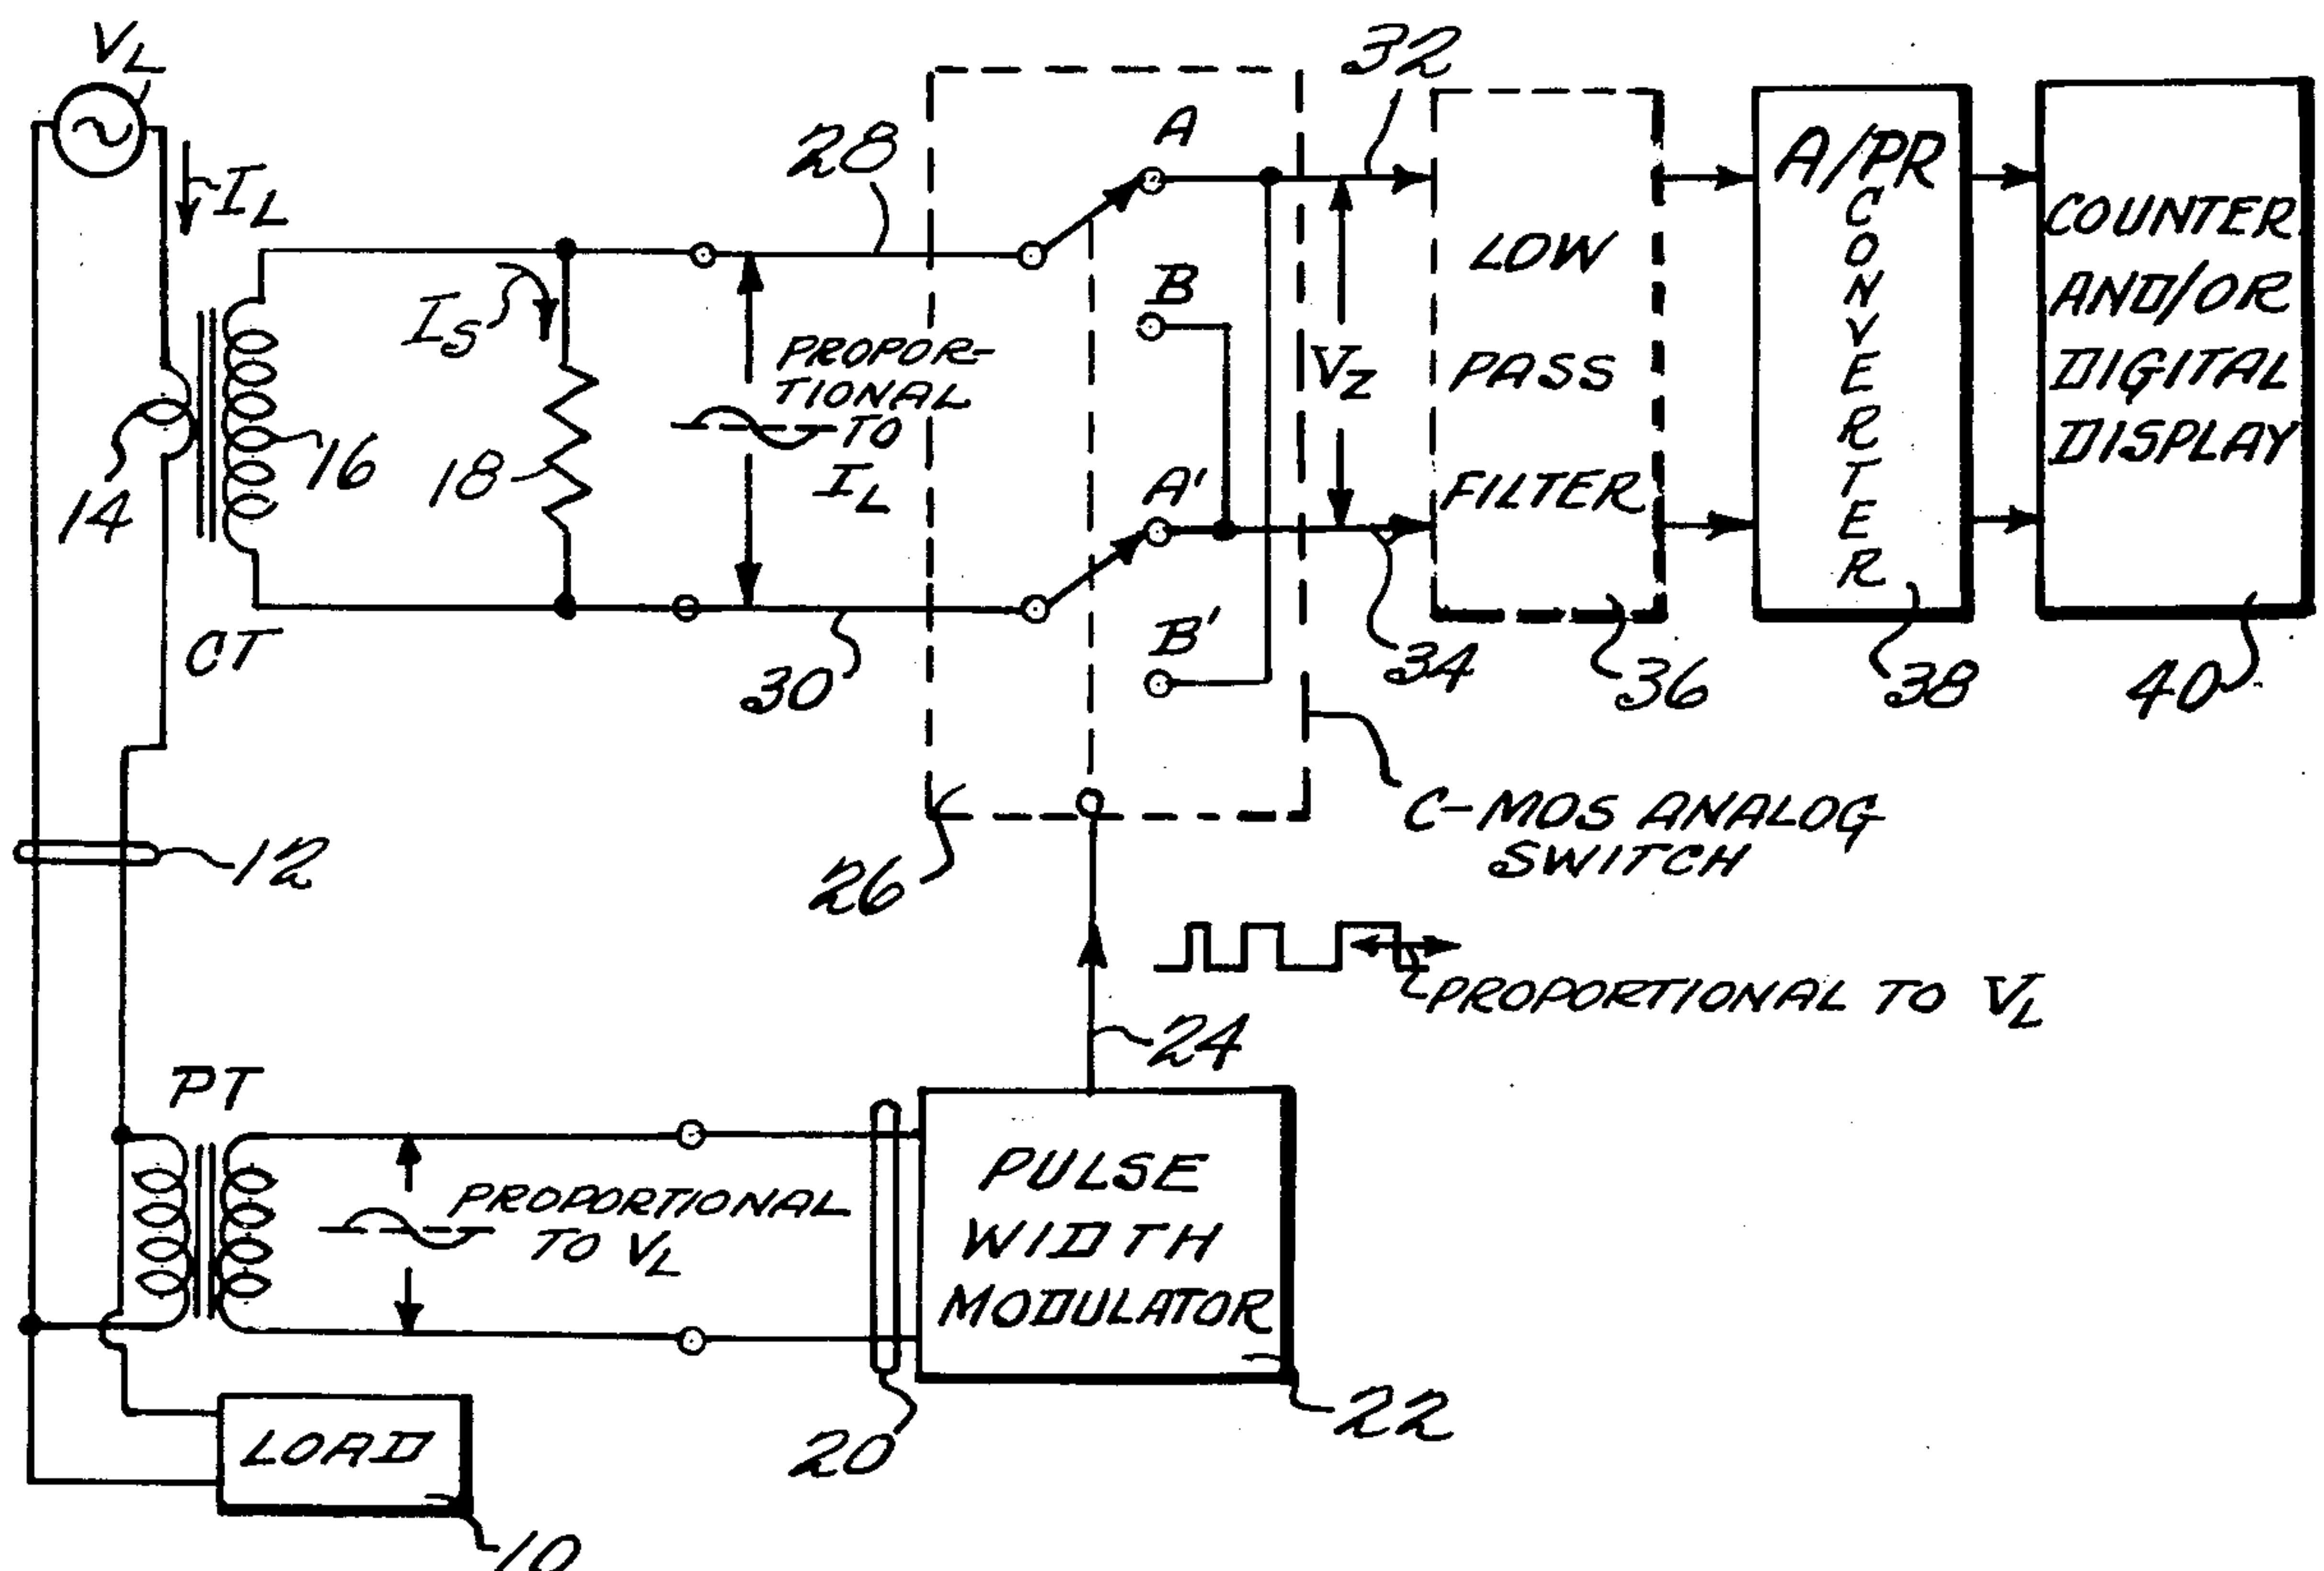 VL
IL
28
A
32
IS
PROPOR-
TIONAL
TO
IL
B
VZ
LOW
PASS
FILTER
A/PR
CONVERTER
COUNTER
AND/OR
DIGITAL
DISPLAY
14
16
18
A'
CT
30
B'
34
36
38
40
C-MOS ANALOG
SWITCH
12
26
PROPORTIONAL TO VL
24
PT
PROPORTIONAL
TO VL
PULSE
WIDTH
MODULATOR
20
22
LOAD
10